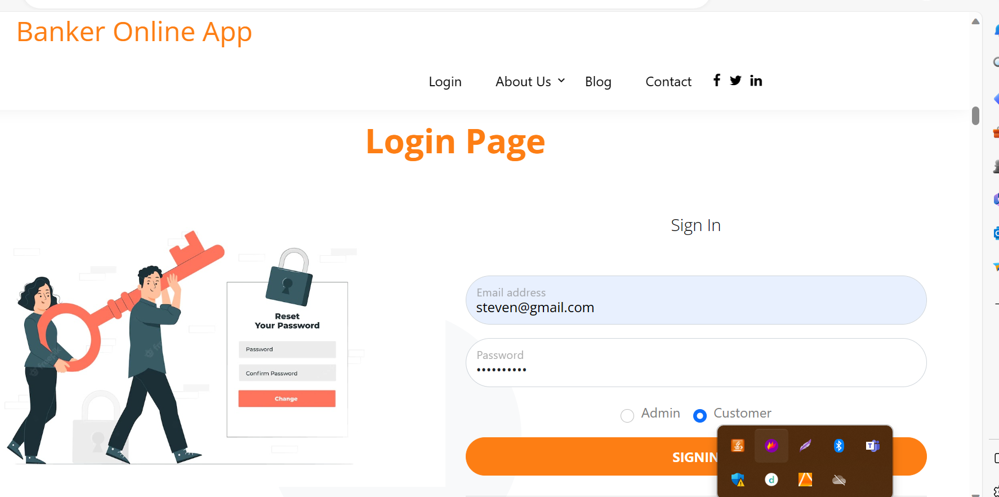 Banker Online App
Login About Us Blog Contact
Login Page
Sign In
Email address
steven@gmail.com
Password
••••••••••
Admin Customer
Reset
Your Password
Password
Confirm Password
Change